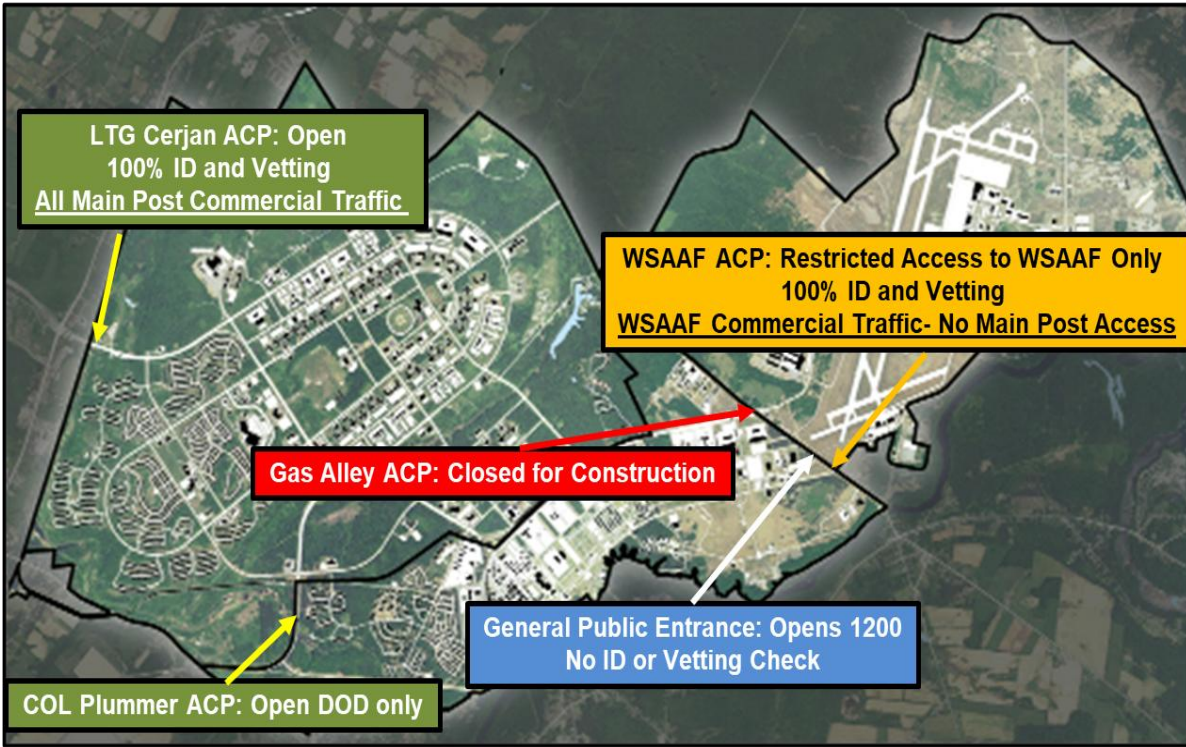 LTG Cerjan ACP: Open
100% ID and Vetting
All Main Post Commercial Traffic
WSAAF ACP: Restricted Access to WSAAF Only
100% ID and Vetting
WSAAF Commercial Traffic- No Main Post Access
Gas Alley ACP: Closed for Construction
General Public Entrance: Opens 1200
No ID or Vetting Check
COL Plummer ACP: Open DOD only